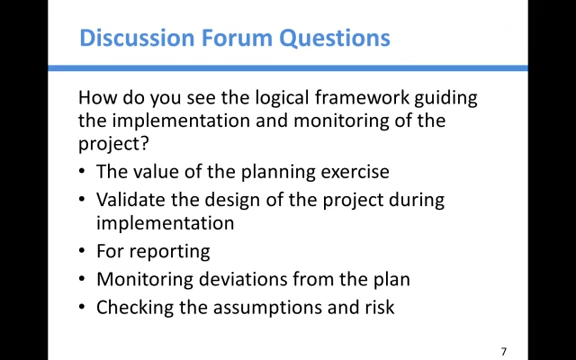 Discussion Forum Questions
How do you see the logical framework guiding
the implementation and monitoring of the
project?
• The value of the planning exercise
• Validate the design of the project during
implementation
• For reporting
• Monitoring deviations from the plan
• Checking the assumptions and risk
7